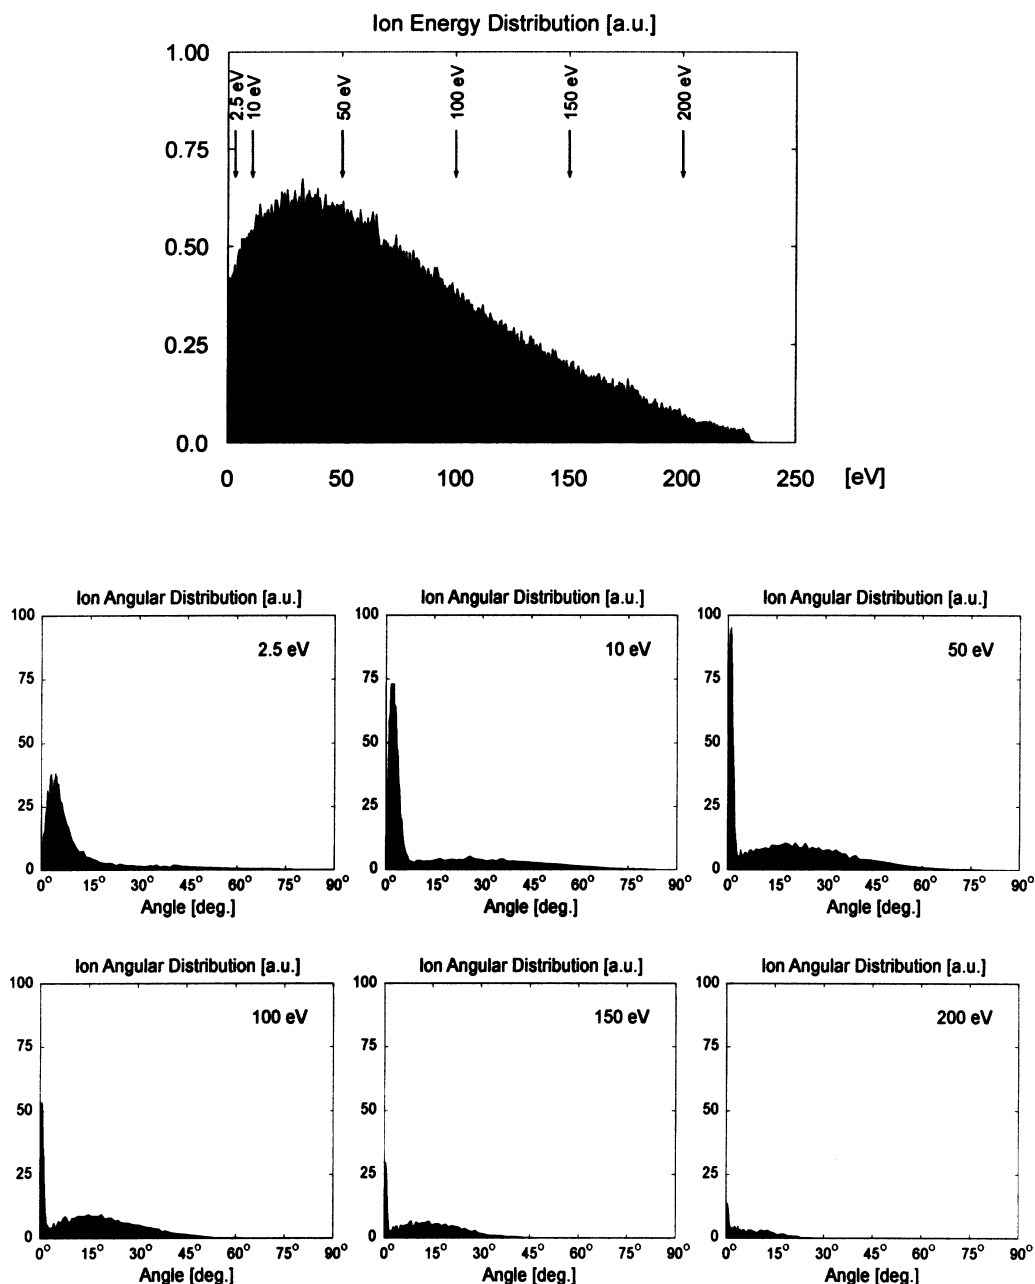 Ion Energy Distribution [a.u.]
1.00
2.5 eV
10 eV
50 eV
100 eV
150 eV
200 eV
0.75
0.50
0.25
0.0
0 50 100 150 200 250 [eV]
Ion Angular Distribution [a.u.]
100
2.5 eV
75
50
25
0
0° 15° 30° 45° 60° 75° 90°
Angle [deg.]
Ion Angular Distribution [a.u.]
100
10 eV
75
50
25
0
0° 15° 30° 45° 60° 75° 90°
Angle [deg.]
Ion Angular Distribution [a.u.]
100
50 eV
75
50
25
0
0° 15° 30° 45° 60° 75° 90°
Angle [deg.]
Ion Angular Distribution [a.u.]
100
100 eV
75
50
25
0
0° 15° 30° 45° 60° 75° 90°
Angle [deg.]
Ion Angular Distribution [a.u.]
100
150 eV
75
50
25
0
0° 15° 30° 45° 60° 75° 90°
Angle [deg.]
Ion Angular Distribution [a.u.]
100
200 eV
75
50
25
0
0° 15° 30° 45° 60° 75° 90°
Angle [deg.]